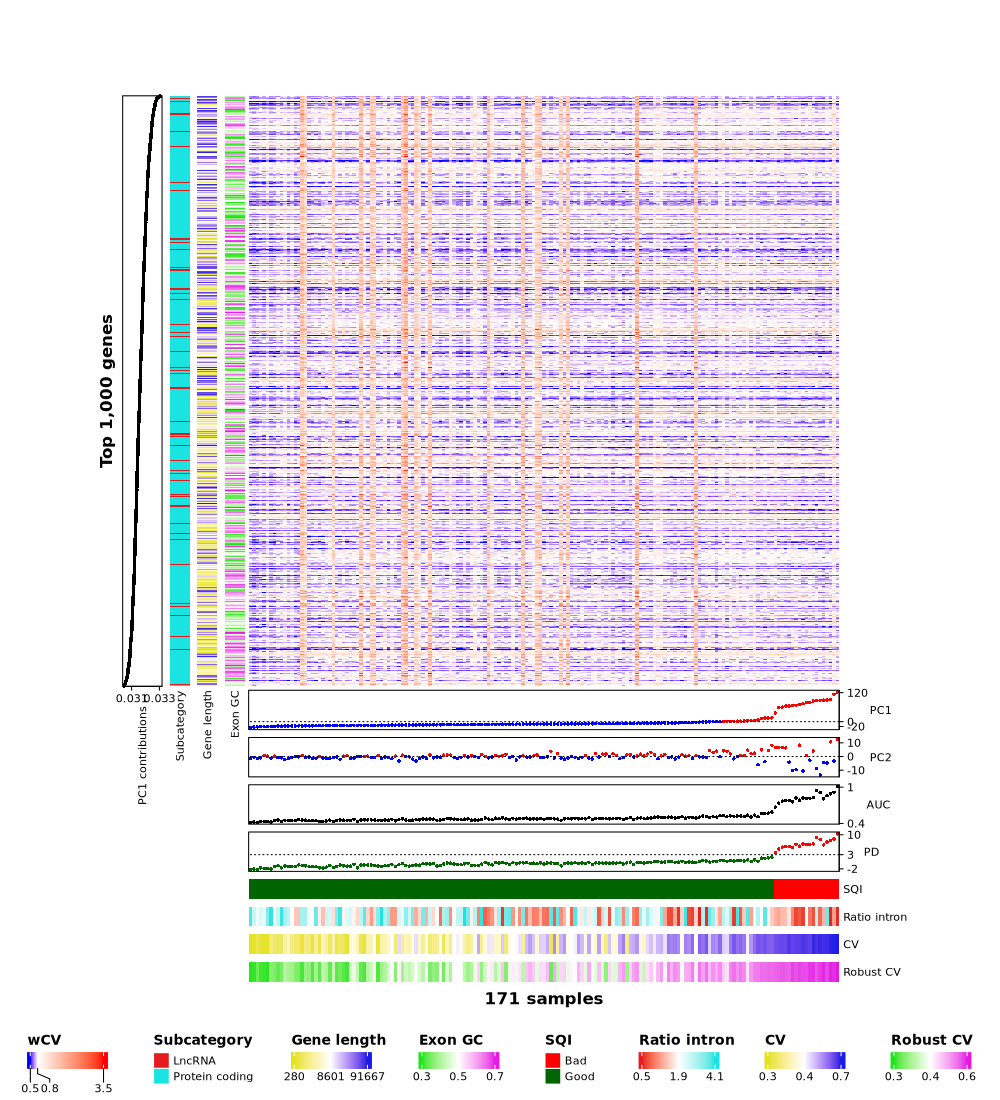 Top 1,000 genes
0.031
0.033
PC1 contributions
Subcategory
Gene length
Exon GC
120
0
-20
PC1
10
0
-10
PC2
1
0.4
AUC
10
3
-2
PD
SQI
Ratio intron
CV
Robust CV
171 samples
wCV
0.5 0.8 3.5
Subcategory
LncRNA
Protein coding
Gene length
280 8601 91667
Exon GC
0.3 0.5 0.7
SQI
Bad
Good
Ratio intron
0.5 1.9 4.1
CV
0.3 0.4 0.7
Robust CV
0.3 0.4 0.6